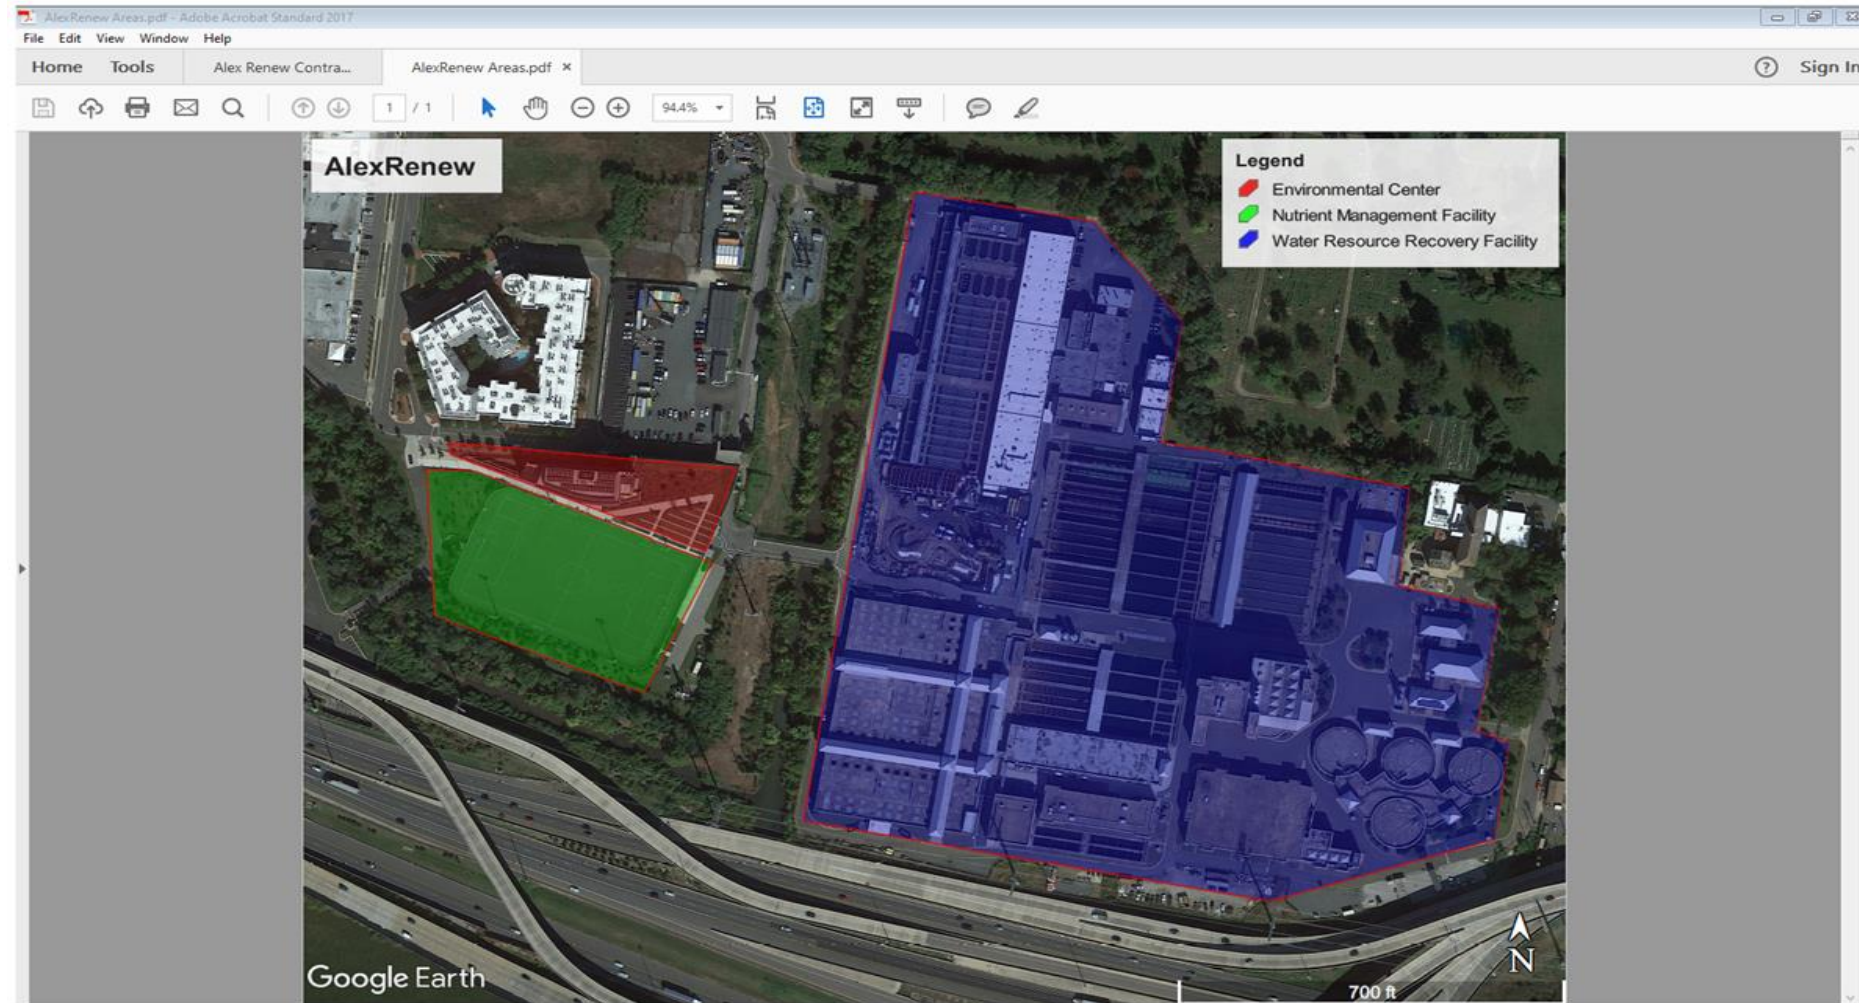 AlexRenew Areas.pdf - Adobe Acrobat Standard 2017
File Edit View Window Help
Home Tools Alex Renew Contra... AlexRenew Areas.pdf × ? Sign In
1 / 1 94.4%
AlexRenew
Legend
Environmental Center
Nutrient Management Facility
Water Resource Recovery Facility
N
Google Earth
700 ft